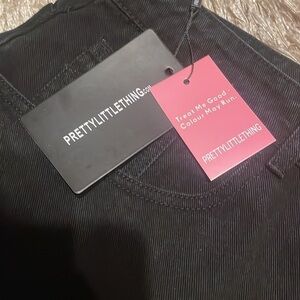 PRETTYLITTLETHING.com
Treat Me Good.
Colour May Run.
PRETTYLITTLETHING